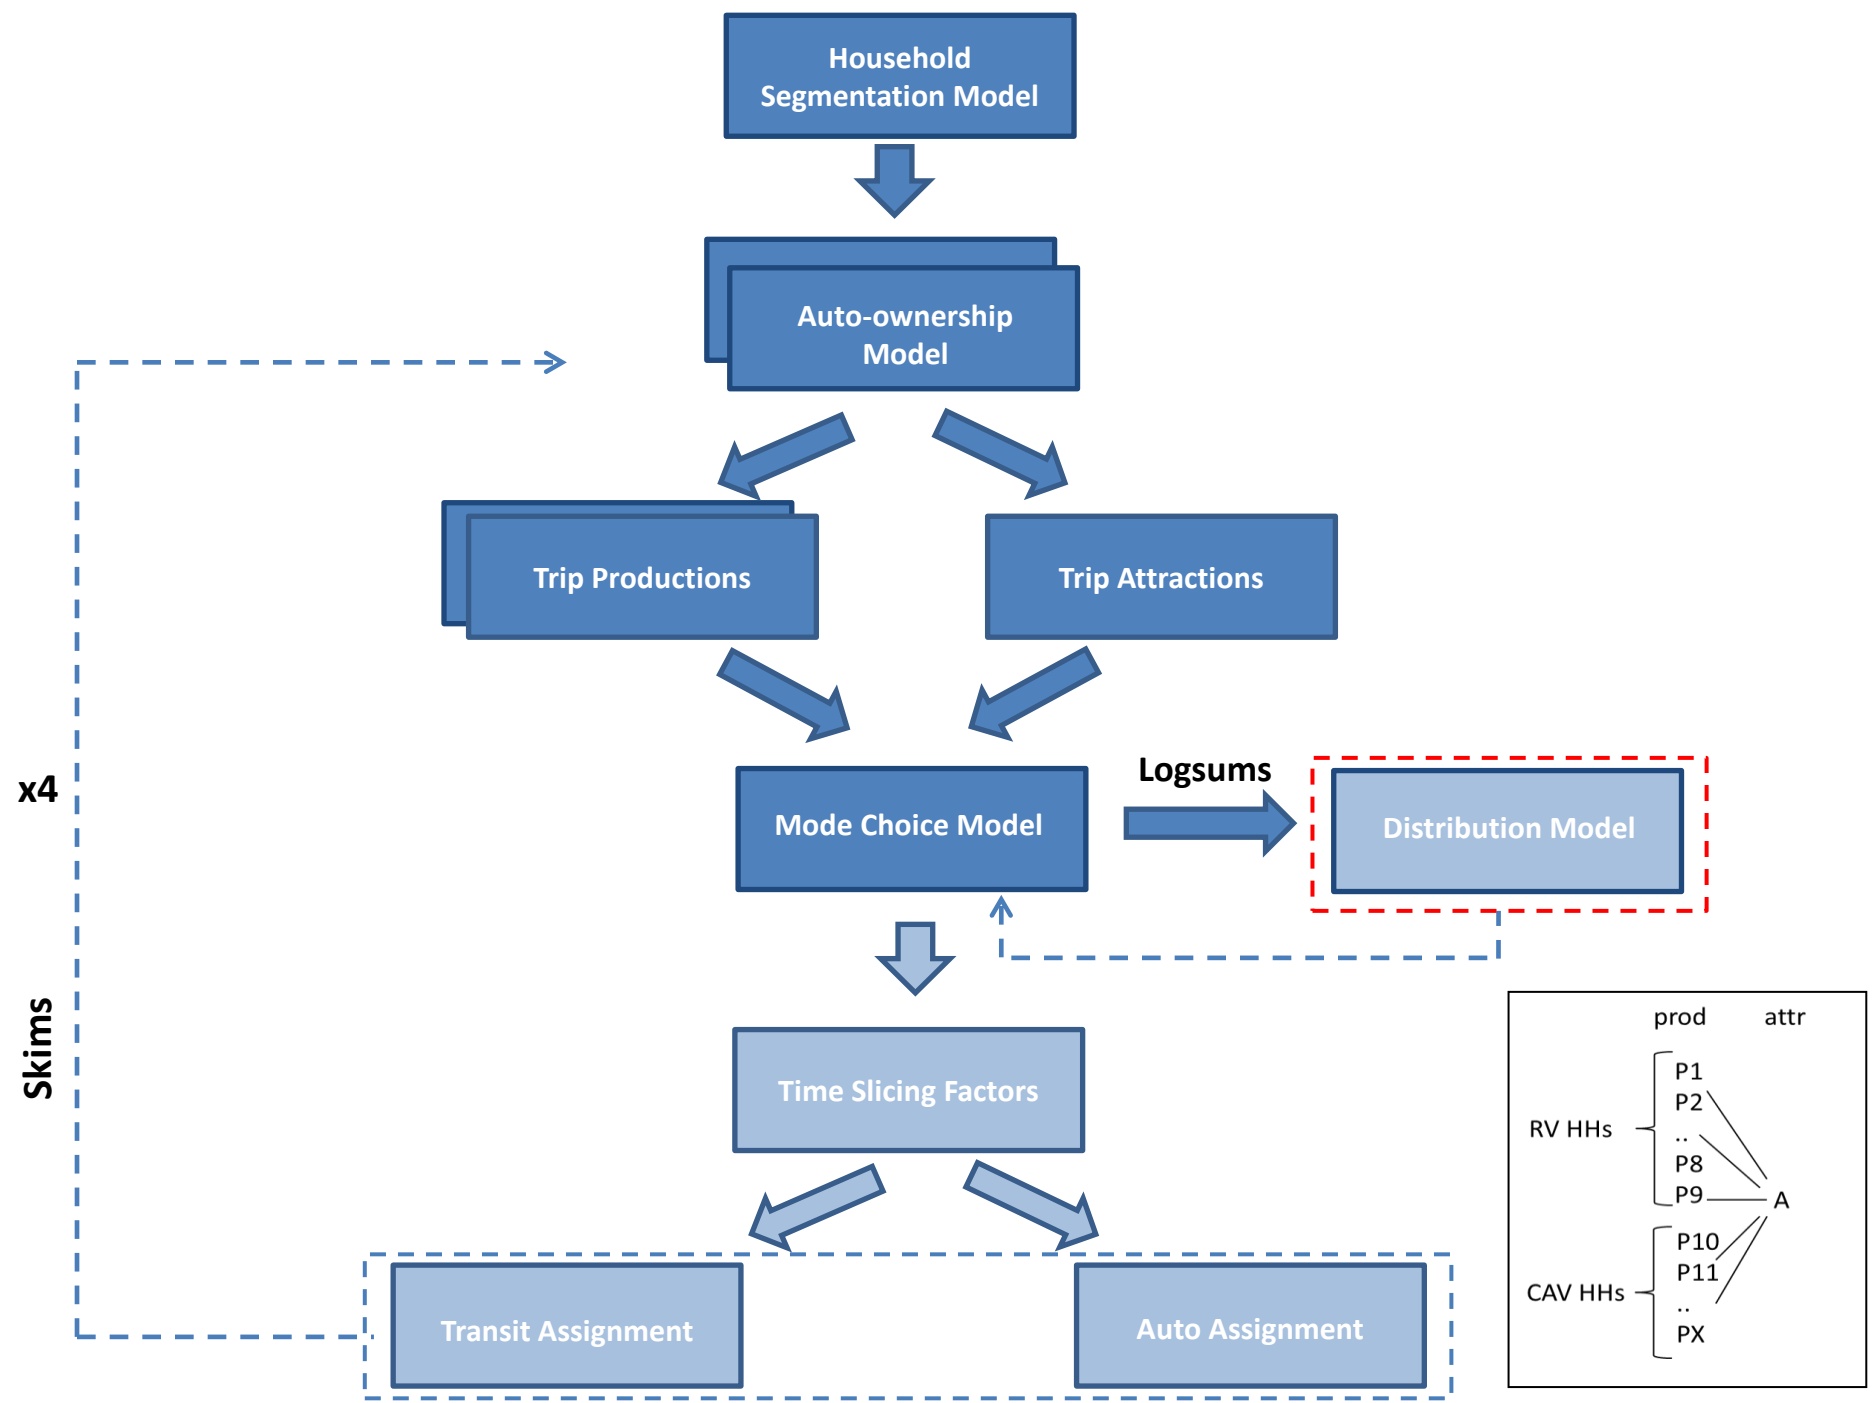 Household
Segmentation Model
Auto-ownership
Model
Trip Productions
Trip Attractions
x4
Skims
Mode Choice Model
Logsums
Distribution Model
Time Slicing Factors
Transit Assignment
Auto Assignment
prod attr
P1
P2
RV HHs
..
P8
P9
A
P10
P11
CAV HHs
..
PX